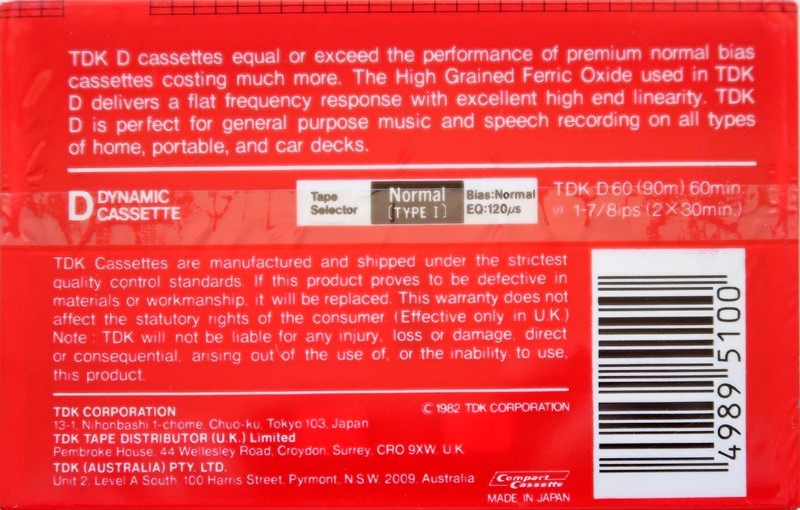 TDK D cassettes equal or exceed the performance of premium normal bias
cassettes costing much more. The High Grained Ferric Oxide used in TDK
D delivers a flat frequency response with excellent high end linearity. TDK
D is perfect for general purpose music and speech recording on all types
of home, portable, and car decks.
D DYNAMIC CASSETTE
Tape Selector
Normal
[TYPE I]
Bias:Normal
EQ:120µs
TDK D60 (90m) 60min.
1-7/8ips (2×30min.)
TDK Cassettes are manufactured and shipped under the strictest
quality control standards. If this product proves to be defective in
materials or workmanship, it will be replaced. This warranty does not
affect the statutory rights of the consumer. (Effective only in U.K.)
Note : TDK will not be liable for any injury, loss or damage, direct
or consequential, arising out of the use of, or the inability to use,
this product.
TDK CORPORATION
13-1, Nihonbashi 1-chome, Chuo-ku, Tokyo 103, Japan
TDK TAPE DISTRIBUTOR (U.K.) Limited
Pembroke House, 44 Wellesley Road, Croydon, Surrey, CRO 9XW, U.K.
TDK (AUSTRALIA) PTY. LTD.
Unit 2, Level A South, 100 Harris Street, Pyrmont, N.S.W. 2009, Australia
© 1982 TDK CORPORATION
Compact Cassette
MADE IN JAPAN
4989 5100